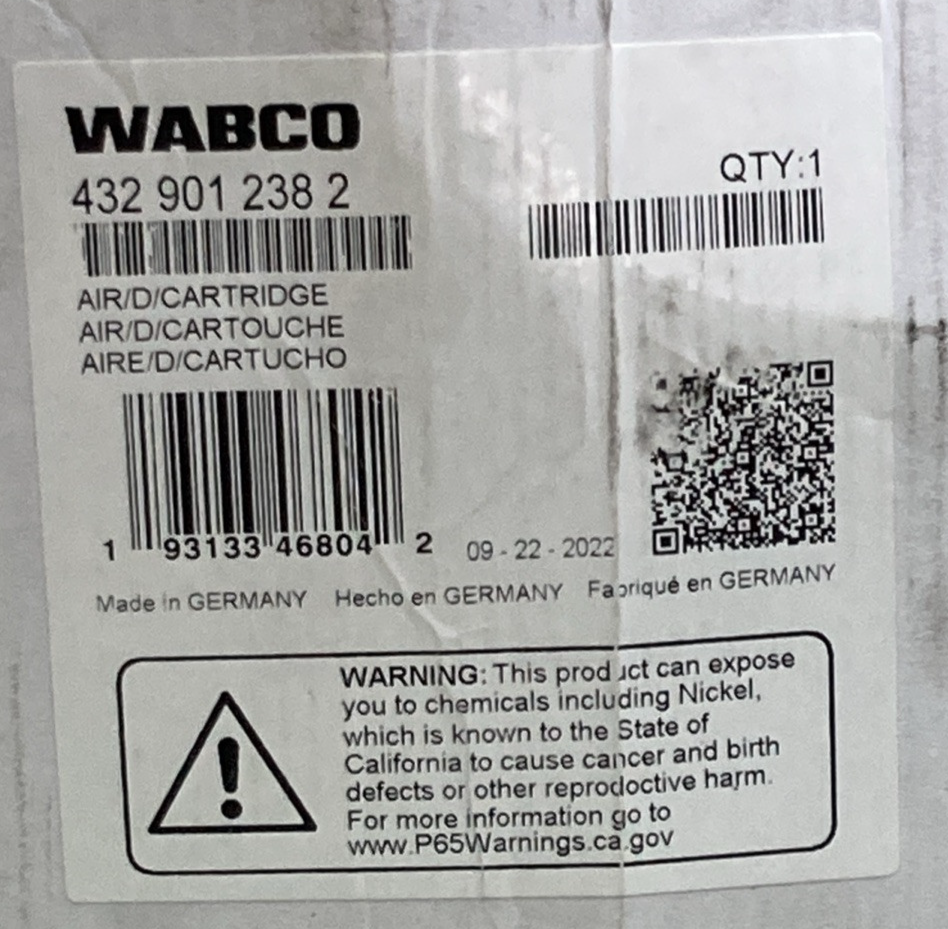 WABCO
432 901 238 2
QTY:1
AIR/D/CARTRIDGE
AIR/D/CARTOUCHE
AIRE/D/CARTUCHO
1 93133 46804 2
09 - 22 - 2022
Made in GERMANY Hecho en GERMANY Fabriqué en GERMANY
WARNING: This product can expose
you to chemicals including Nickel,
which is known to the State of
California to cause cancer and birth
defects or other reproductive harm.
For more information go to
www.P65Warnings.ca.gov